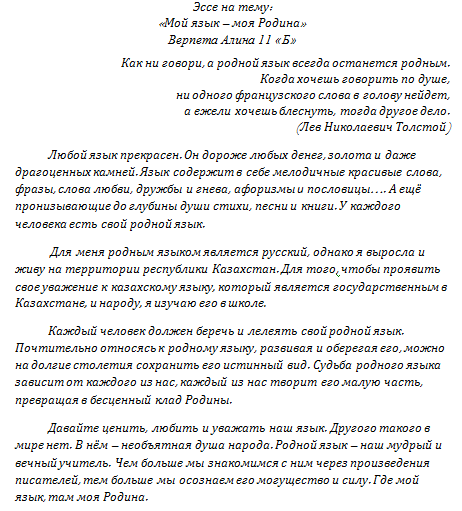 Эссе на тему:
«Мой язык – моя Родина»
Верпета Алина 11 «Б»
Как ни говори, а родной язык всегда останется родным.
Когда хочешь говорить по душе,
ни одного французского слова в голову нейдет,
а ежели хочешь блеснуть, тогда другое дело.
(Лев Николаевич Толстой)
Любой язык прекрасен. Он дороже любых денег, золота и даже
драгоценных камней. Язык содержит в себе мелодичные красивые слова,
фразы, слова любви, дружбы и гнева, афоризмы и пословицы…. А ещё
пронизывающие до глубины души стихи, песни и книги. У каждого
человека есть свой родной язык.
Для меня родным языком является русский, однако я выросла и
живу на территории республики Казахстан. Для того, чтобы проявить
свое уважение к казахскому языку, который является государственным в
Казахстане, и народу, я изучаю его в школе.
Каждый человек должен беречь и лелеять свой родной язык.
Почтительно относясь к родному языку, развивая и оберегая его, можно
на долгие столетия сохранить его истинный вид. Судьба родного языка
зависит от каждого из нас, каждый из нас творит его малую часть,
превращая в бесценный клад Родины.
Давайте ценить, любить и уважать наш язык. Другого такого в
мире нет. В нём – необъятная душа народа. Родной язык – наш мудрый и
вечный учитель. Чем больше мы знакомимся с ним через произведения
писателей, тем больше мы осознаем его могущество и силу. Где мой
язык, там моя Родина.